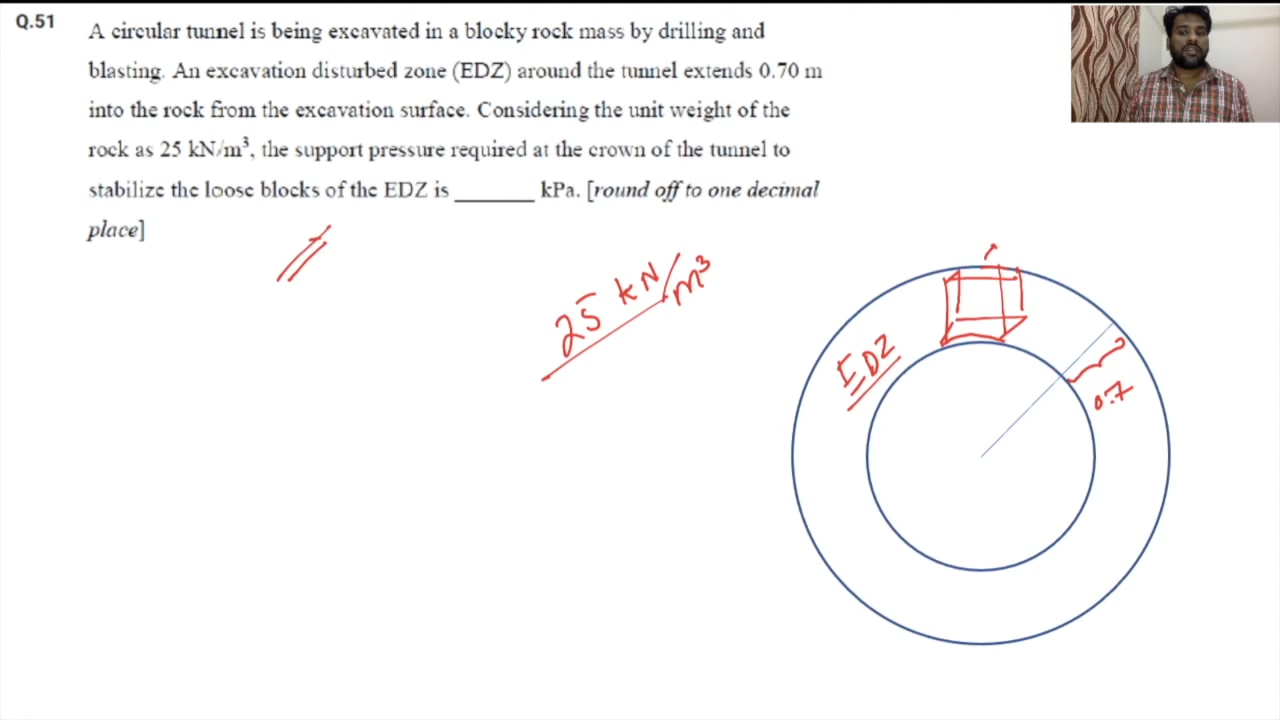 Q.51
A circular tunnel is being excavated in a blocky rock mass by drilling and
blasting. An excavation disturbed zone (EDZ) around the tunnel extends 0.70 m
into the rock from the excavation surface. Considering the unit weight of the
rock as 25 kN/m³, the support pressure required at the crown of the tunnel to
stabilize the loose blocks of the EDZ is ________ kPa. [round off to one decimal
place]
25 kN/m³
EDZ
0.7